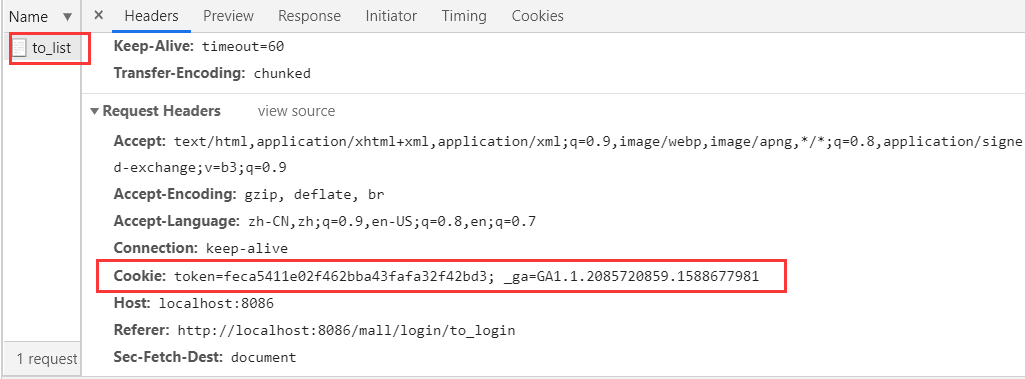 Name ▼ × Headers Preview Response Initiator Timing Cookies
to_list
Keep-Alive: timeout=60
Transfer-Encoding: chunked
▼ Request Headers view source
Accept: text/html,application/xhtml+xml,application/xml;q=0.9,image/webp,image/apng,*/*;q=0.8,application/signe
d-exchange;v=b3;q=0.9
Accept-Encoding: gzip, deflate, br
Accept-Language: zh-CN,zh;q=0.9,en-US;q=0.8,en;q=0.7
Connection: keep-alive
Cookie: token=feca5411e02f462bba43fafa32f42bd3; _ga=GA1.1.2085720859.1588677981
Host: localhost:8086
Referer: http://localhost:8086/mall/login/to_login
Sec-Fetch-Dest: document
1 request